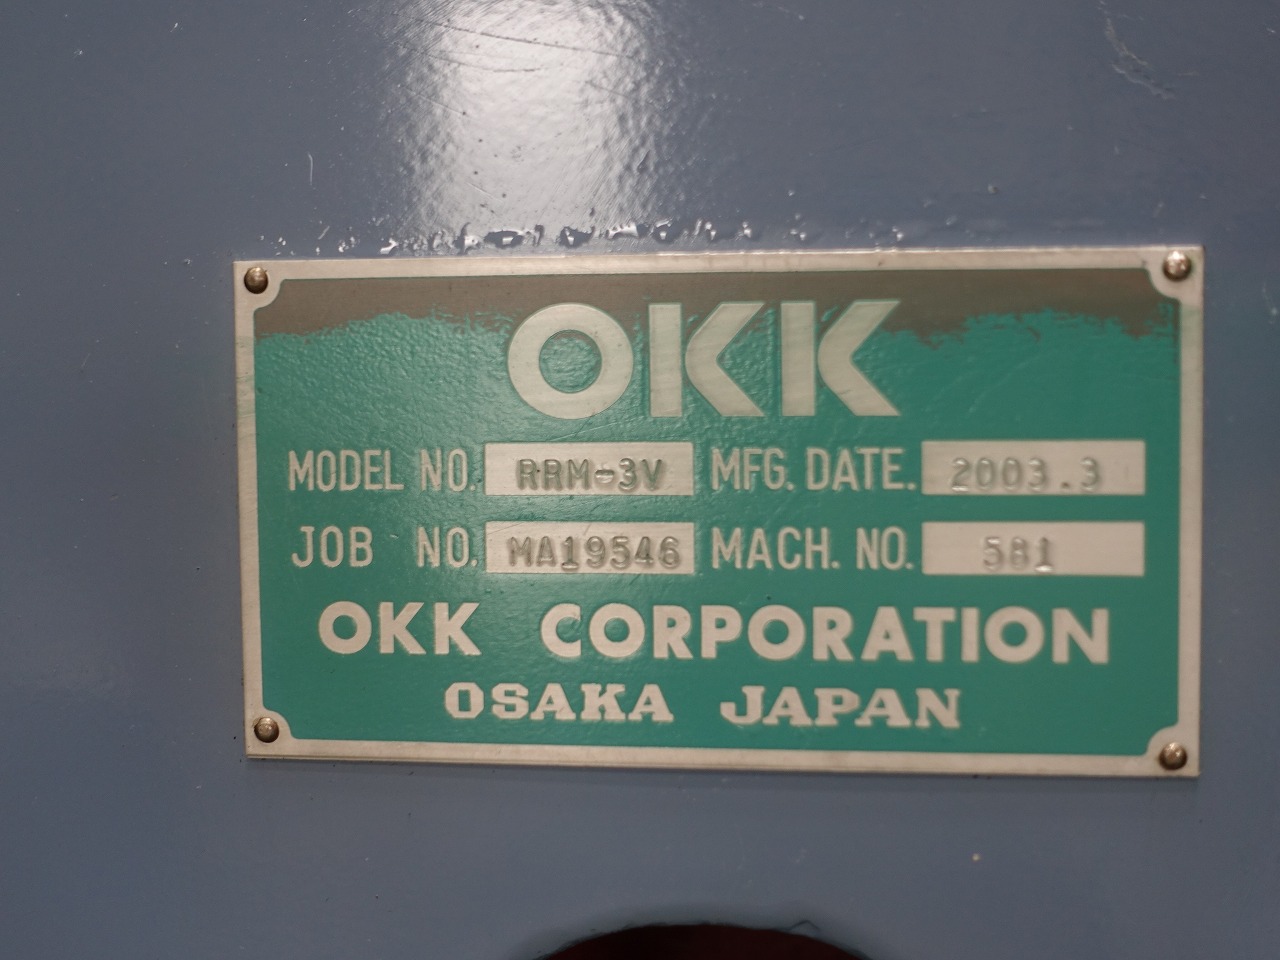 OKK
MODEL NO. RRM-3V MFG. DATE. 2003.3
JOB NO. MA19546 MACH. NO. 581
OKK CORPORATION
OSAKA JAPAN